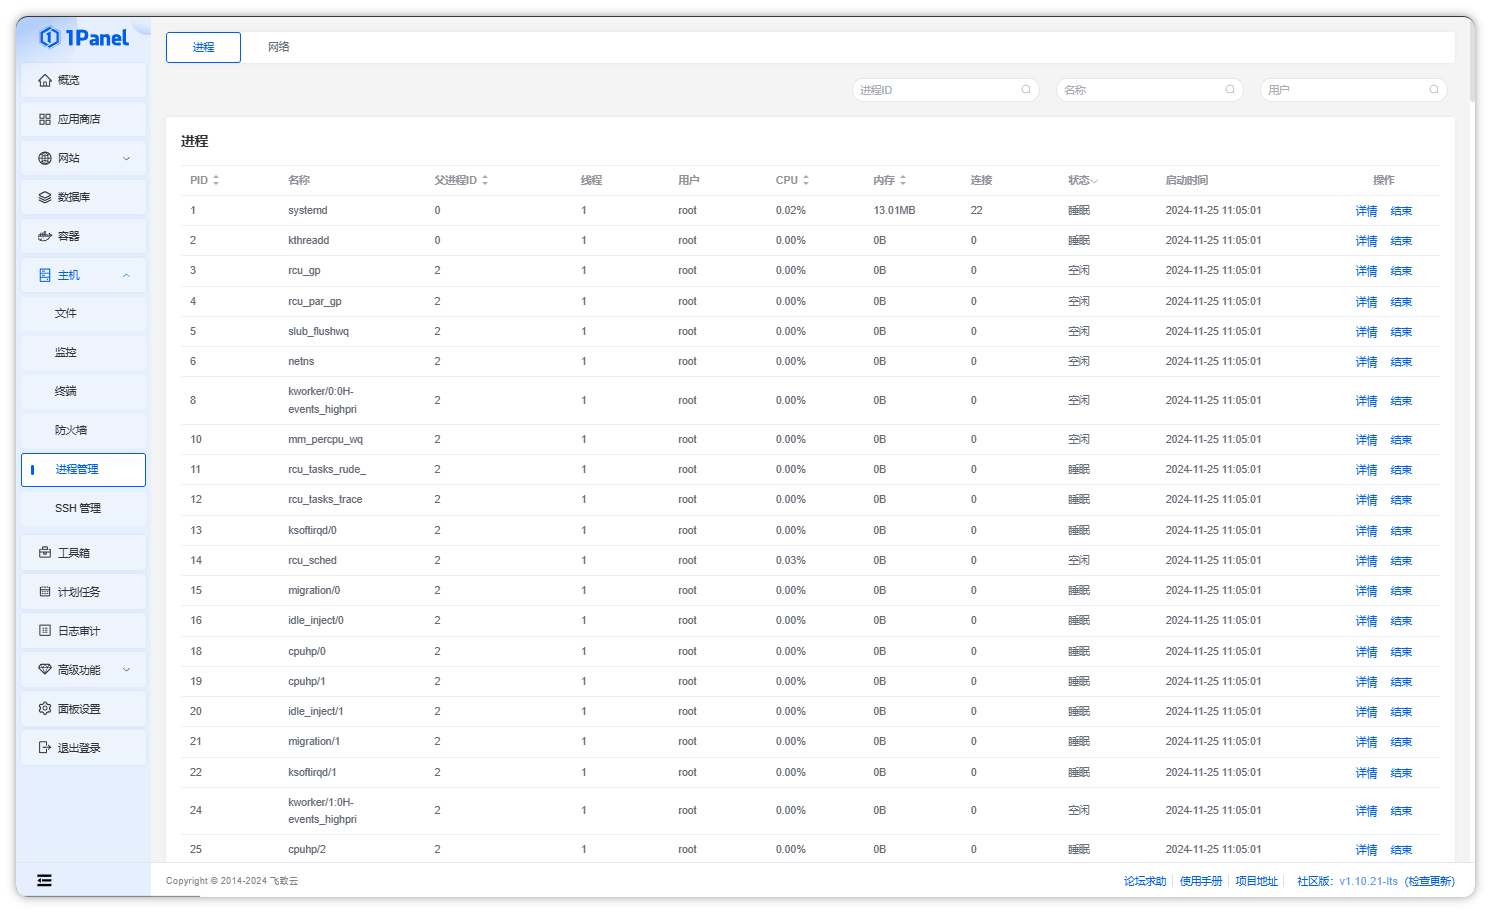 1Panel
进程 网络
概览
应用商店
网站
数据库
容器
主机
文件
监控
终端
防火墙
进程管理
SSH 管理
工具箱
计划任务
日志审计
高级功能
面板设置
退出登录
进程ID 名称 用户
进程
PID 名称 父进程ID 线程 用户 CPU 内存 连接 状态 启动时间 操作
1 systemd 0 1 root 0.02% 13.01MB 22 睡眠 2024-11-25 11:05:01 详情 结束
2 kthreadd 0 1 root 0.00% 0B 0 睡眠 2024-11-25 11:05:01 详情 结束
3 rcu_gp 2 1 root 0.00% 0B 0 空闲 2024-11-25 11:05:01 详情 结束
4 rcu_par_gp 2 1 root 0.00% 0B 0 空闲 2024-11-25 11:05:01 详情 结束
5 slub_flushwq 2 1 root 0.00% 0B 0 空闲 2024-11-25 11:05:01 详情 结束
6 netns 2 1 root 0.00% 0B 0 空闲 2024-11-25 11:05:01 详情 结束
8 kworker/0:0H-events_highpri 2 1 root 0.00% 0B 0 空闲 2024-11-25 11:05:01 详情 结束
10 mm_percpu_wq 2 1 root 0.00% 0B 0 空闲 2024-11-25 11:05:01 详情 结束
11 rcu_tasks_rude_ 2 1 root 0.00% 0B 0 睡眠 2024-11-25 11:05:01 详情 结束
12 rcu_tasks_trace 2 1 root 0.00% 0B 0 睡眠 2024-11-25 11:05:01 详情 结束
13 ksoftirqd/0 2 1 root 0.00% 0B 0 睡眠 2024-11-25 11:05:01 详情 结束
14 rcu_sched 2 1 root 0.03% 0B 0 空闲 2024-11-25 11:05:01 详情 结束
15 migration/0 2 1 root 0.00% 0B 0 睡眠 2024-11-25 11:05:01 详情 结束
16 idle_inject/0 2 1 root 0.00% 0B 0 睡眠 2024-11-25 11:05:01 详情 结束
18 cpuhp/0 2 1 root 0.00% 0B 0 睡眠 2024-11-25 11:05:01 详情 结束
19 cpuhp/1 2 1 root 0.00% 0B 0 睡眠 2024-11-25 11:05:01 详情 结束
20 idle_inject/1 2 1 root 0.00% 0B 0 睡眠 2024-11-25 11:05:01 详情 结束
21 migration/1 2 1 root 0.00% 0B 0 睡眠 2024-11-25 11:05:01 详情 结束
22 ksoftirqd/1 2 1 root 0.00% 0B 0 睡眠 2024-11-25 11:05:01 详情 结束
24 kworker/1:0H-events_highpri 2 1 root 0.00% 0B 0 空闲 2024-11-25 11:05:01 详情 结束
25 cpuhp/2 2 1 root 0.00% 0B 0 睡眠 2024-11-25 11:05:01 详情 结束
Copyright © 2014-2024 飞致云 论坛求助 使用手册 项目地址 社区版: v1.10.21-lts (检查更新)